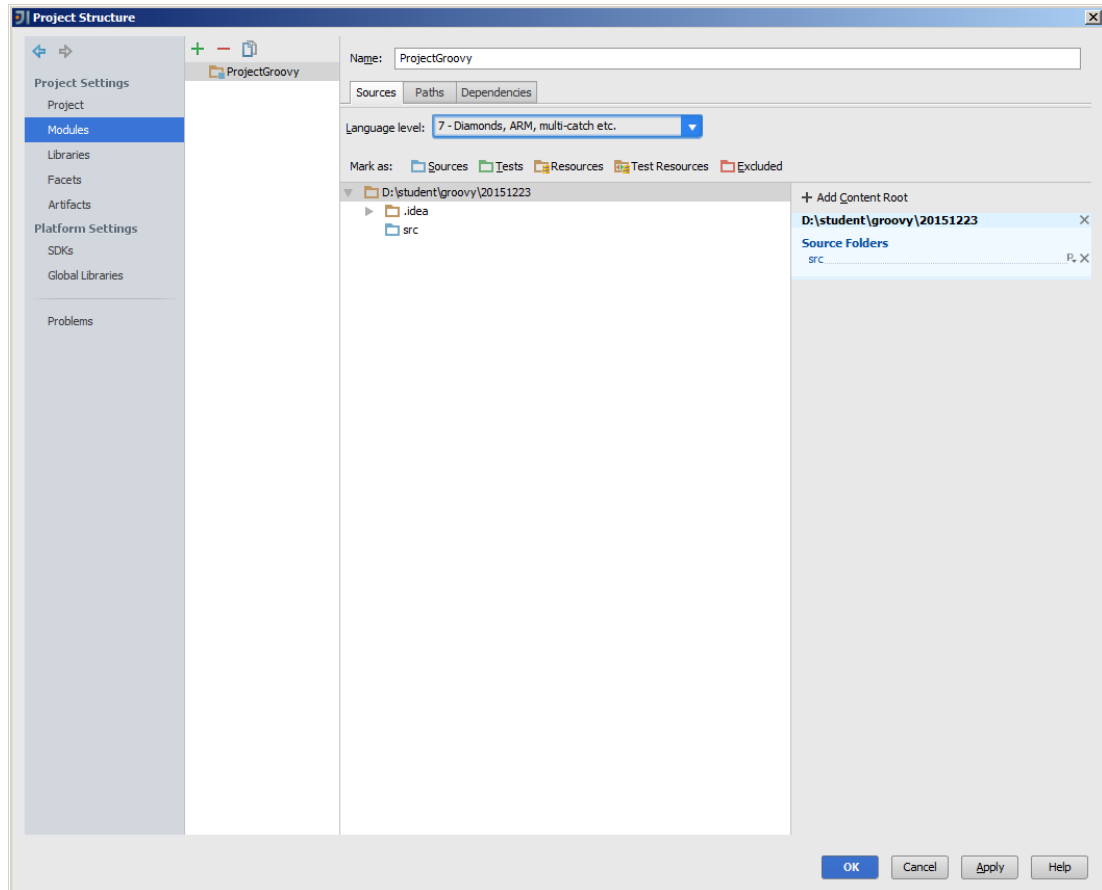 Project Structure
Project Settings
Project
Modules
Libraries
Facets
Artifacts
Platform Settings
SDKs
Global Libraries
Problems
ProjectGroovy
Name: ProjectGroovy
Sources Paths Dependencies
Language level: 7 - Diamonds, ARM, multi-catch etc.
Mark as: Sources Tests Resources Test Resources Excluded
D:\student\groovy\20151223
.idea
src
+ Add Content Root
D:\student\groovy\20151223
Source Folders
src
OK Cancel Apply Help